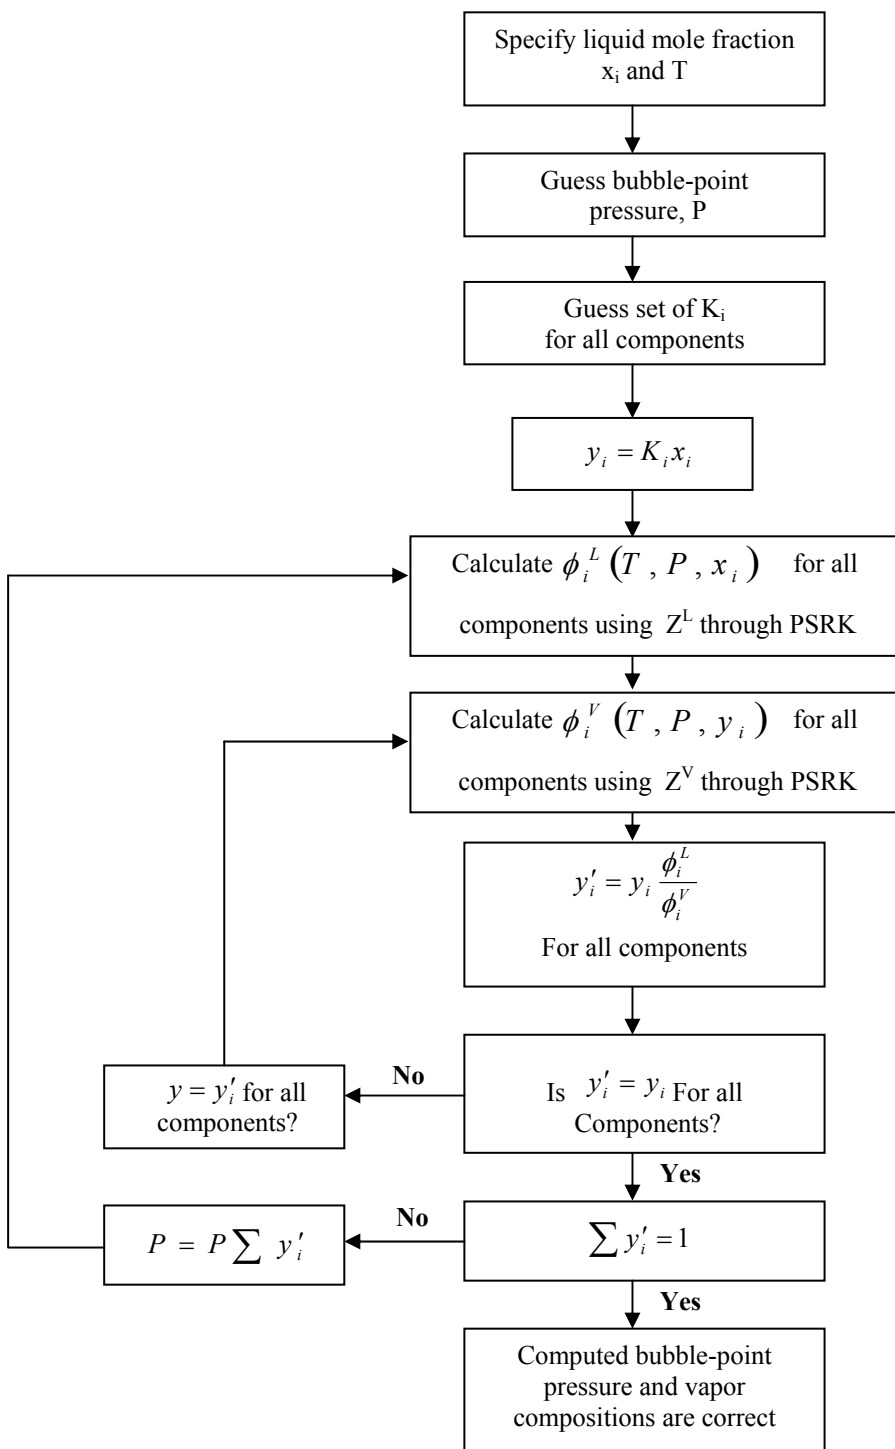 Specify liquid mole fraction
xᵢ and T
Guess bubble-point
pressure, P
Guess set of Kᵢ
for all components
yᵢ = Kᵢxᵢ
Calculate ϕᵢᴸ (T , P , xᵢ) for all
components using Zᴸ through PSRK
Calculate ϕᵢⱽ (T , P , yᵢ) for all
components using Zⱽ through PSRK
y′ᵢ = yᵢ ϕᵢᴸ / ϕᵢⱽ
For all components
Is y′ᵢ = yᵢ For all
Components?
No
y = y′ᵢ for all
components?
Yes
∑ y′ᵢ = 1
No
P = P ∑ y′ᵢ
Yes
Computed bubble-point
pressure and vapor
compositions are correct